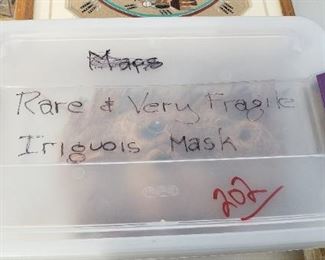 Maps
Rare & Very Fragile
Iriguois Mask
202/